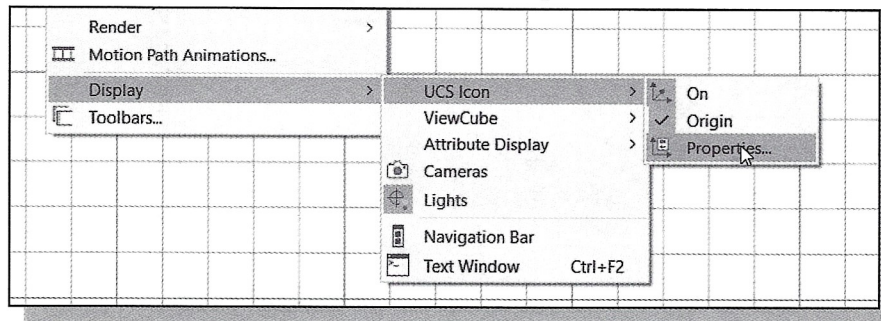 Render >
Motion Path Animations...
Display >
Toolbars...
UCS Icon >
ViewCube >
Attribute Display >
Cameras
Lights
Navigation Bar
Text Window Ctrl+F2
On
Origin
Properties...